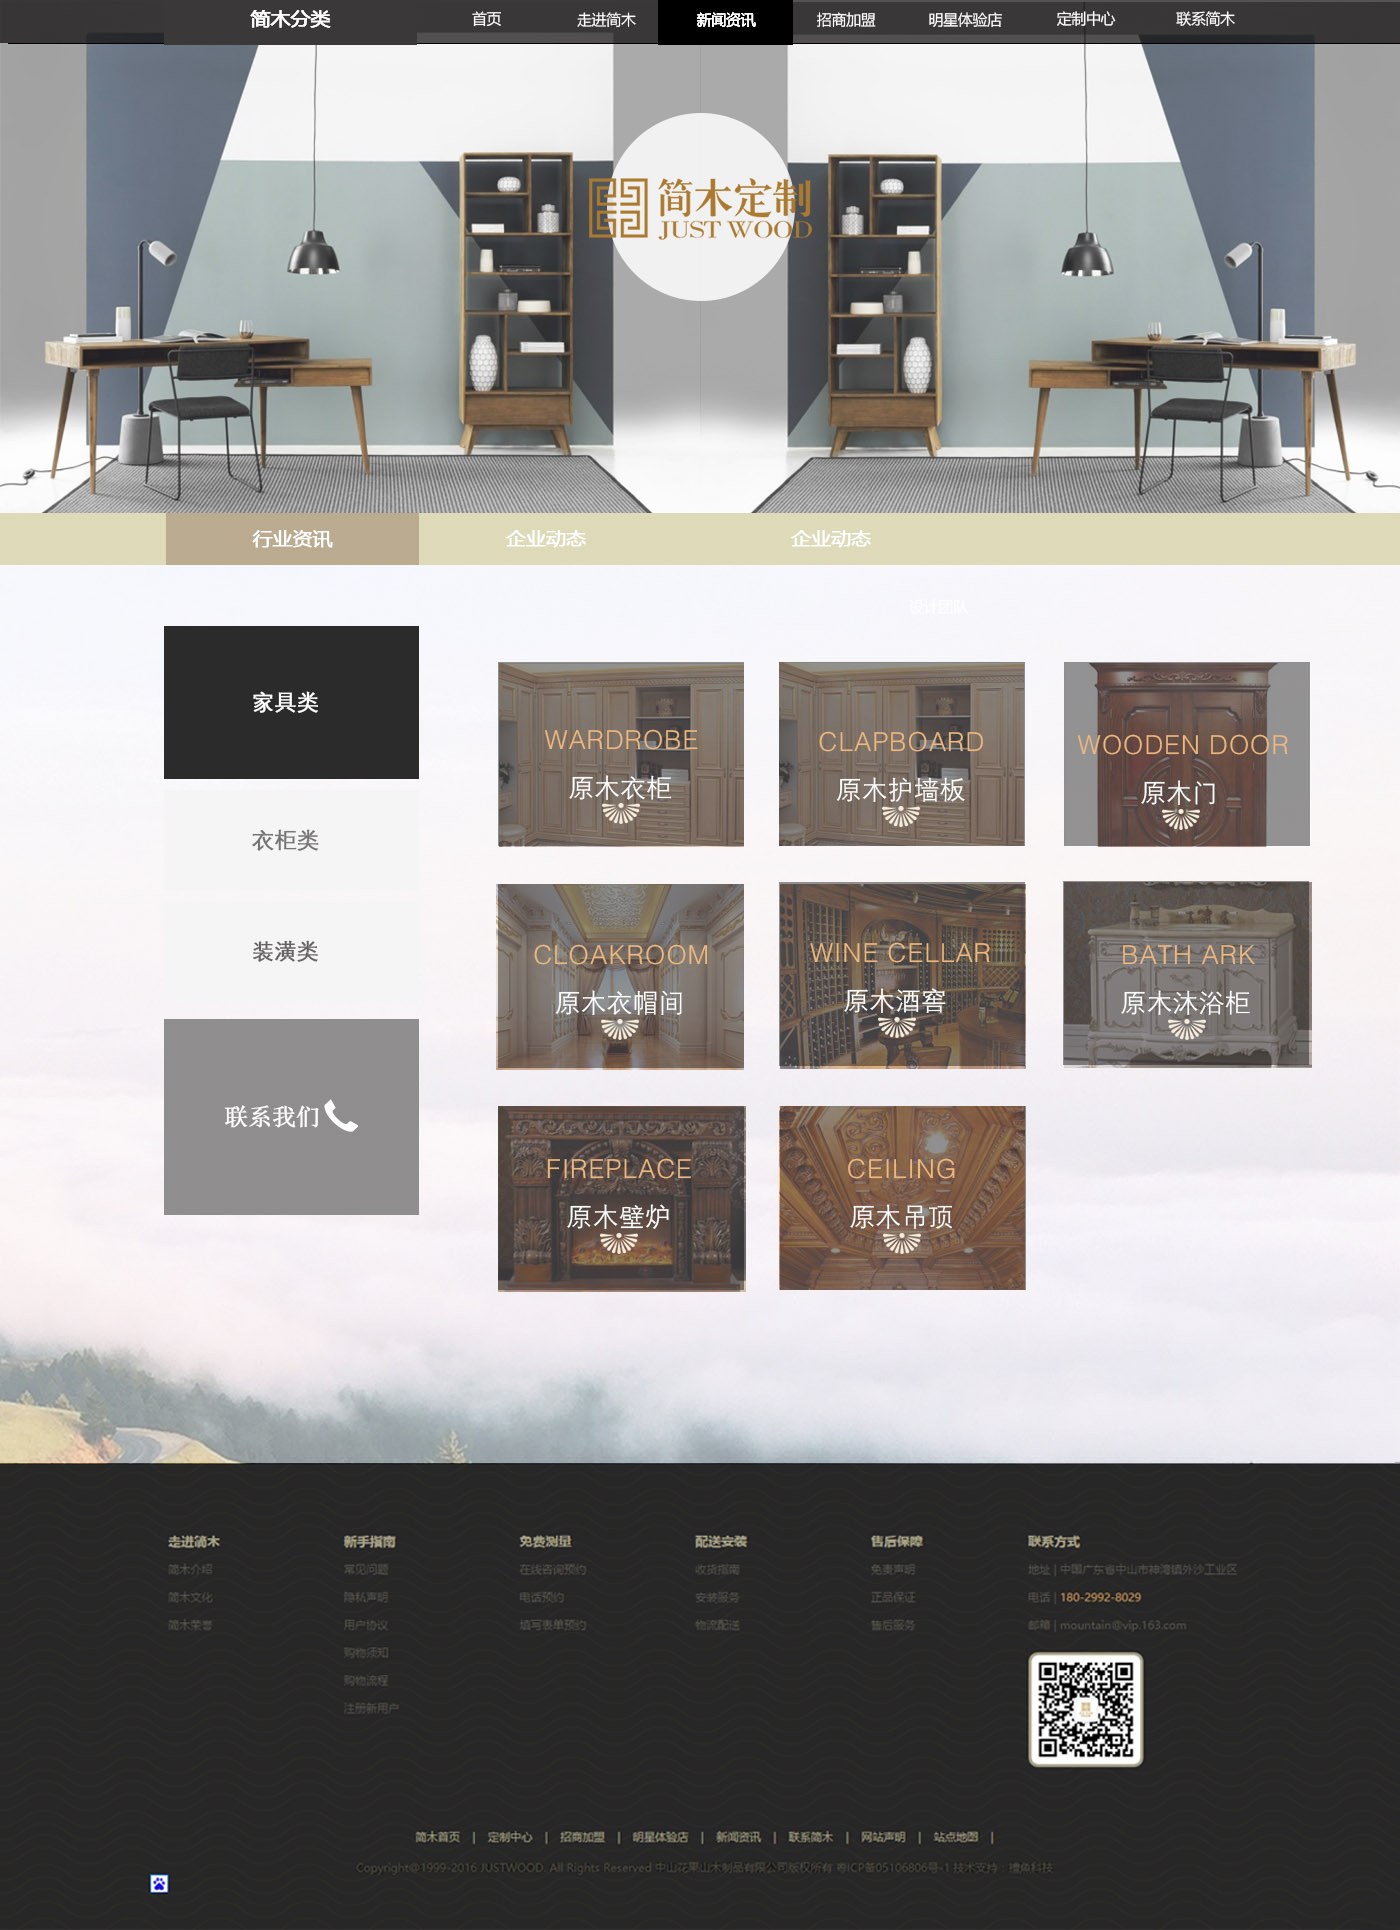 简木分类 首页 走进简木 新闻资讯 招商加盟 明星体验店 定制中心 联系简木
简木定制
JUST WOOD
行业资讯 企业动态 企业动态
设计团队
家具类
衣柜类
装潢类
联系我们
WARDROBE
原木衣柜
CLAPBOARD
原木护墙板
WOODEN DOOR
原木门
CLOAKROOM
原木衣帽间
WINE CELLAR
原木酒窖
BATH ARK
原木沐浴柜
FIREPLACE
原木壁炉
CEILING
原木吊顶
走进简木
简木介绍
简木文化
简木荣誉
新手指南
常见问题
隐私声明
用户协议
购物须知
购物流程
注册新用户
免费测量
在线咨询预约
电话预约
填写表单预约
配送安装
收货指南
安装服务
物流配送
售后保障
免责声明
正品保证
售后服务
联系方式
地址 | 中国广东省中山市神湾镇外沙工业区
电话 | 180-2992-8029
邮箱 | mountain@vip.163.com
简木首页 | 定制中心 | 招商加盟 | 明星体验店 | 新闻资讯 | 联系简木 | 网站声明 | 站点地图 |
Copyright©1999-2016 JUSTWOOD. All Rights Reserved 中山花果山木制品有限公司版权所有 粤ICP备05106806号-1 技术支持：禮魚科技